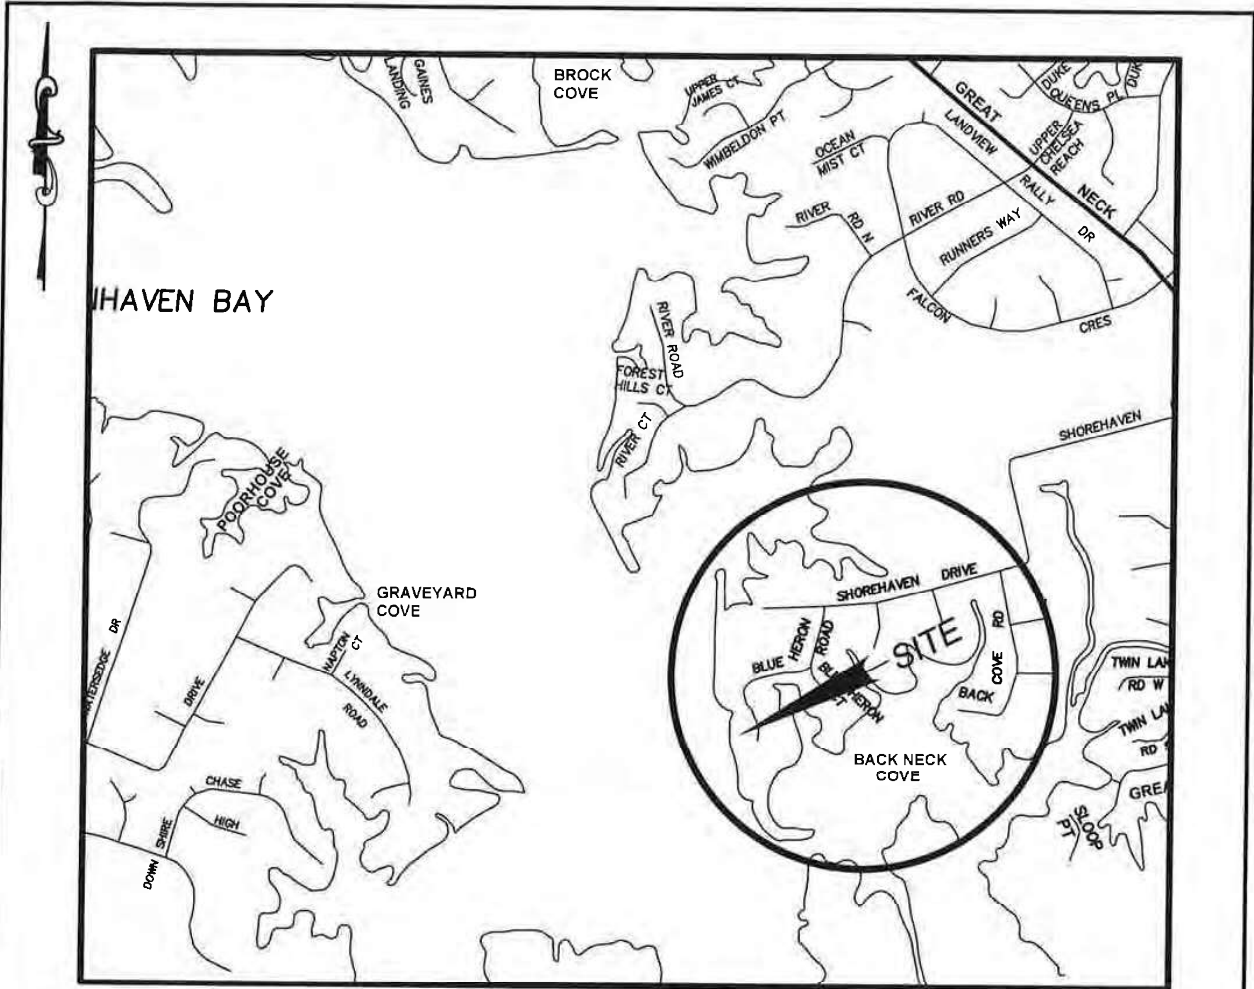 BROCK
COVE
GAINES
LANDING
UPPER
JAMES CT
WIMBELDON PT
OCEAN
MIST CT
GREAT
NECK
LANDVIEW
DUKE
QUEENS PL
DUK
UPPER
CHELSEA
REACH
RALLY
DR
RIVER RD
RIVER
RD N
RUNNERS WAY
FALCON
CRES
HAVEN BAY
RIVER ROAD
FOREST
HILLS CT
RIVER CT
SHOREHAVEN
POORHOUSE
COVE
GRAVEYARD
COVE
NAPTON
CT
LYNNDALE
ROAD
DRIVE
WATERSEDGE DR
CHASE
HIGH
DOWN SHIRE
SHOREHAVEN DRIVE
BLUE HERON
ROAD
SITE
HERON
BACK
COVE RD
BACK NECK
COVE
TWIN LAK
RD W
TWIN LA
RD
GREA
SLOOP
PT